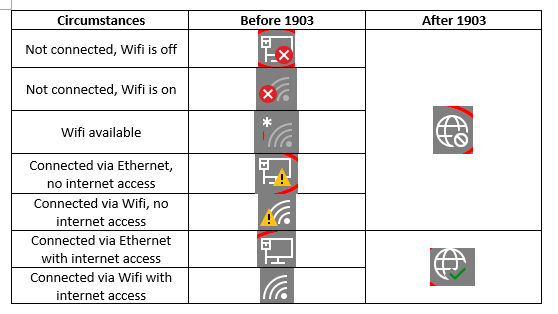 Circumstances Before 1903 After 1903
Not connected, Wifi is off
Not connected, Wifi is on
Wifi available
Connected via Ethernet,
no internet access
Connected via Wifi, no
internet access
Connected via Ethernet
with internet access
Connected via Wifi with
internet access